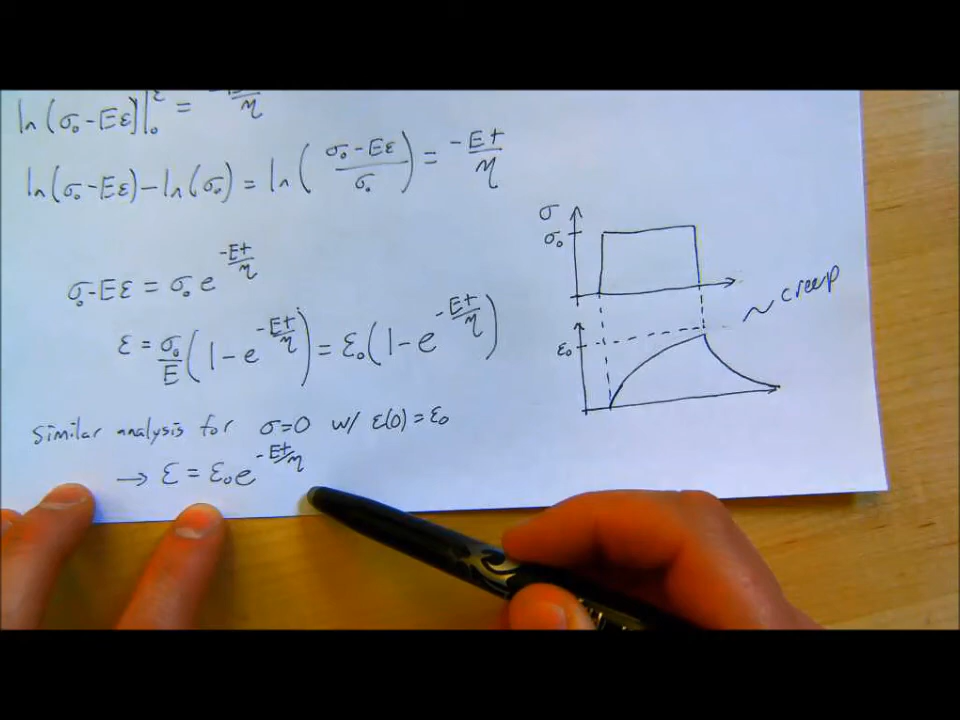 ln(σ₀-Eε)|₀^ε = -Et/η
ln(σ₀-Eε)-ln(σ₀) = ln(σ₀-Eε/σ₀) = -Et/η
σ₀-Eε = σ₀e^(-Et/η)
ε = σ₀/E(1-e^(-Et/η)) = ε₀(1-e^(-Et/η))
Similar analysis for σ=0 w/ ε(0)=ε₀
→ ε = ε₀e^(-Et/η)
σ
σ₀
~ creep
ε₀